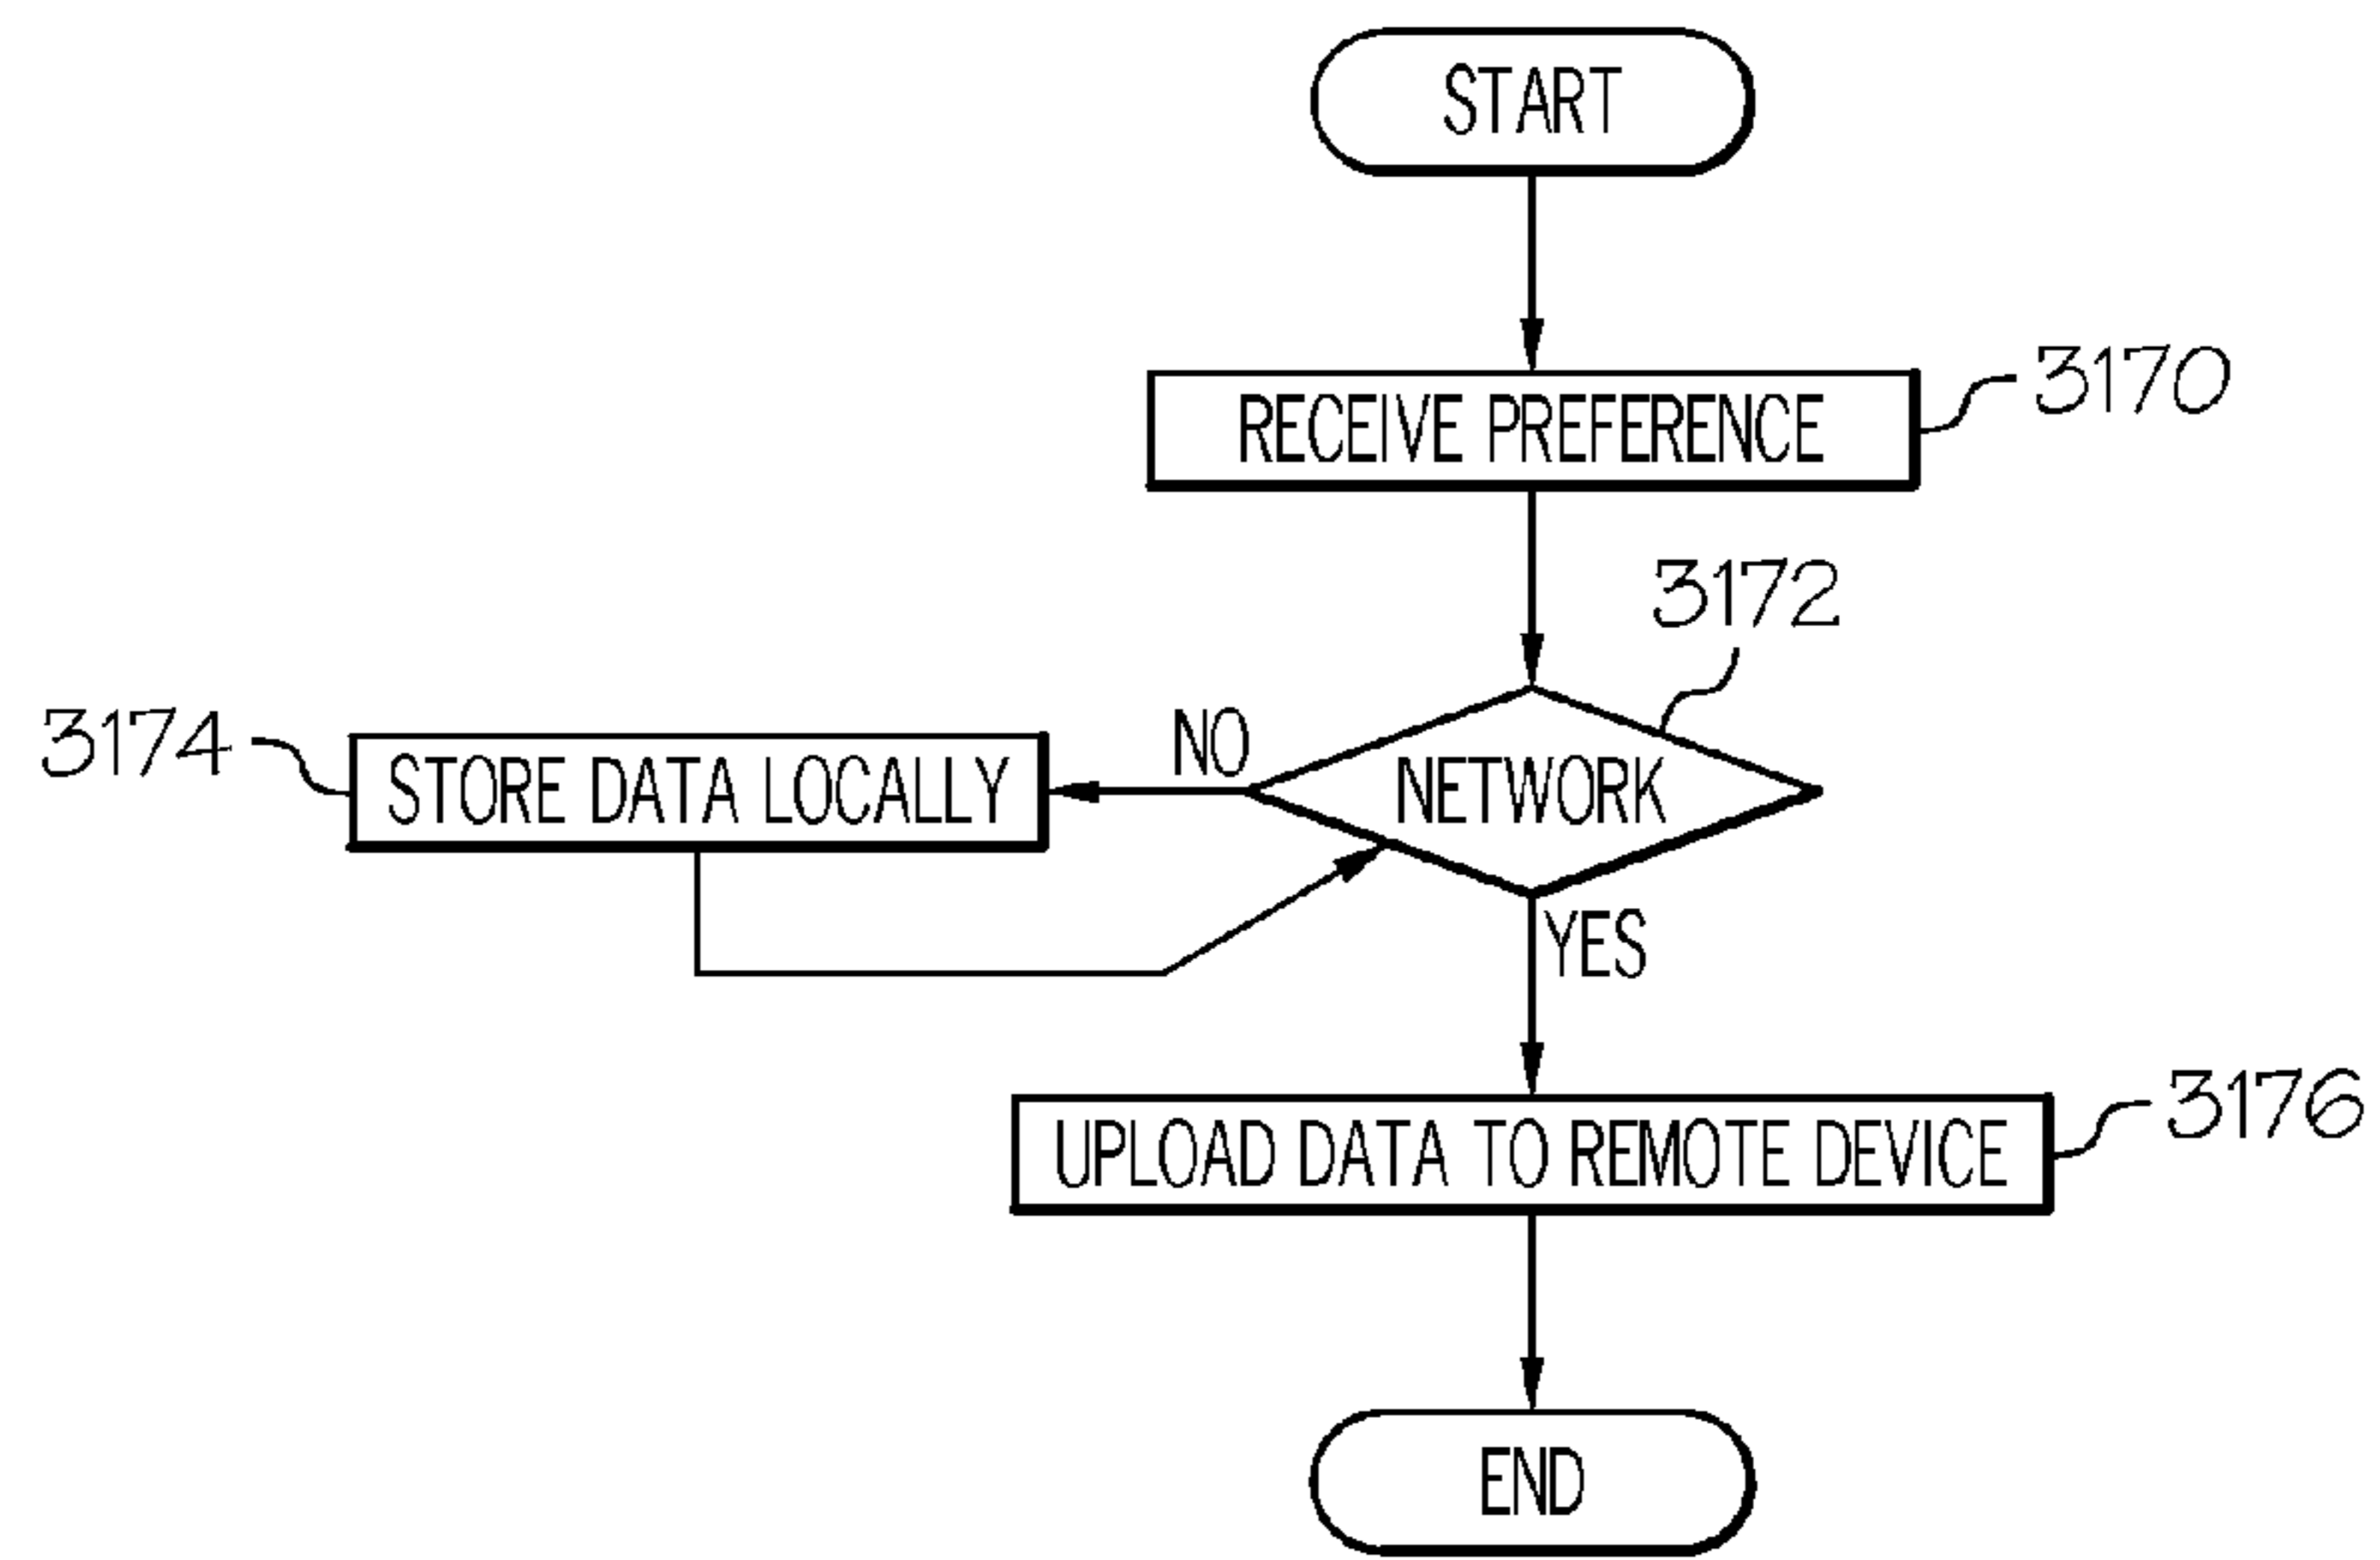 START
RECEIVE PREFERENCE
3170
3172
3174
STORE DATA LOCALLY
NO
NETWORK
YES
UPLOAD DATA TO REMOTE DEVICE
3176
END